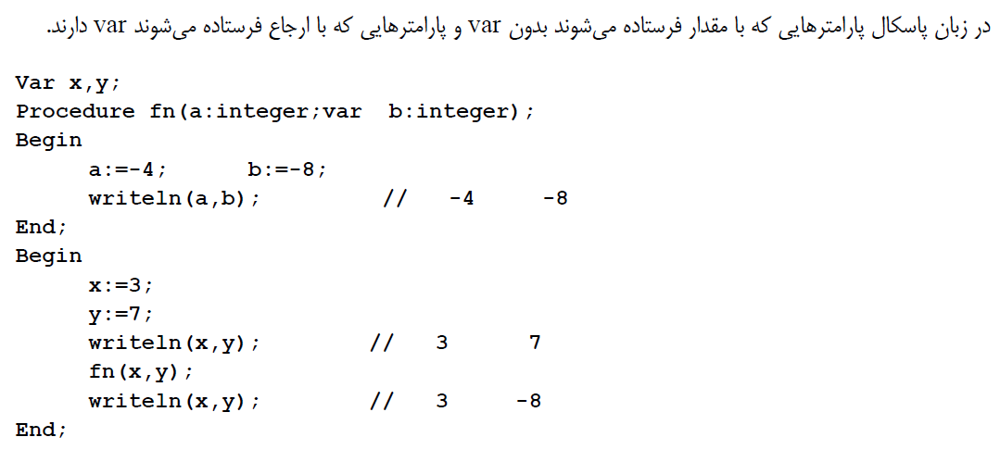 در زبان پاسکال پارامترهایی که با مقدار فرستاده می‌شوند بدون var و پارامترهایی که با ارجاع فرستاده می‌شوند var دارند.
Var x,y;
Procedure fn(a:integer;var  b:integer);
Begin
     a:=-4;      b:=-8;
     writeln(a,b);         //   -4     -8
End;
Begin
     x:=3;
     y:=7;
     writeln(x,y);        //   3      7
     fn(x,y);
     writeln(x,y);        //   3     -8
End;